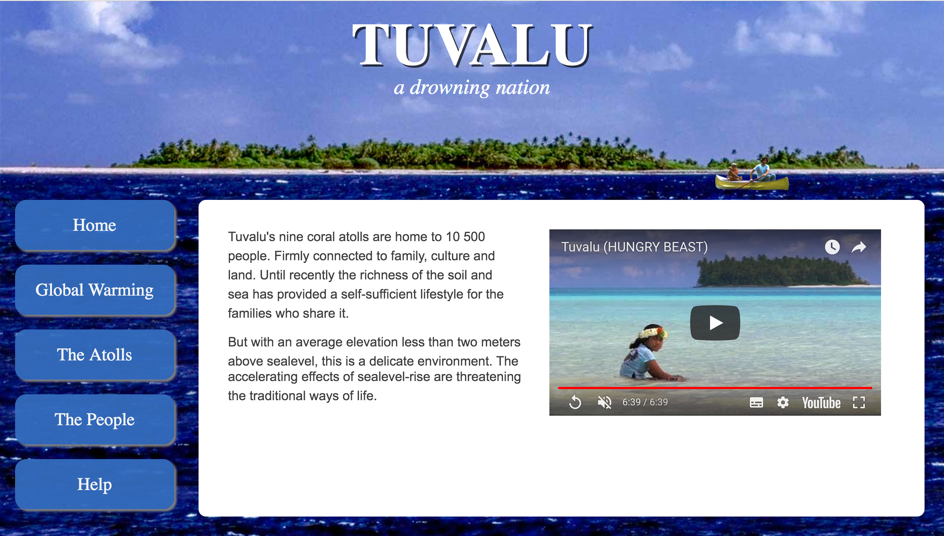 TUVALU
a drowning nation
Home
Global Warming
The Atolls
The People
Help
Tuvalu's nine coral atolls are home to 10 500
people. Firmly connected to family, culture and
land. Until recently the richness of the soil and
sea has provided a self-sufficient lifestyle for the
families who share it.
But with an average elevation less than two meters
above sealevel, this is a delicate environment. The
accelerating effects of sealevel-rise are threatening
the traditional ways of life.
Tuvalu (HUNGRY BEAST)
6:39 / 6:39
YouTube